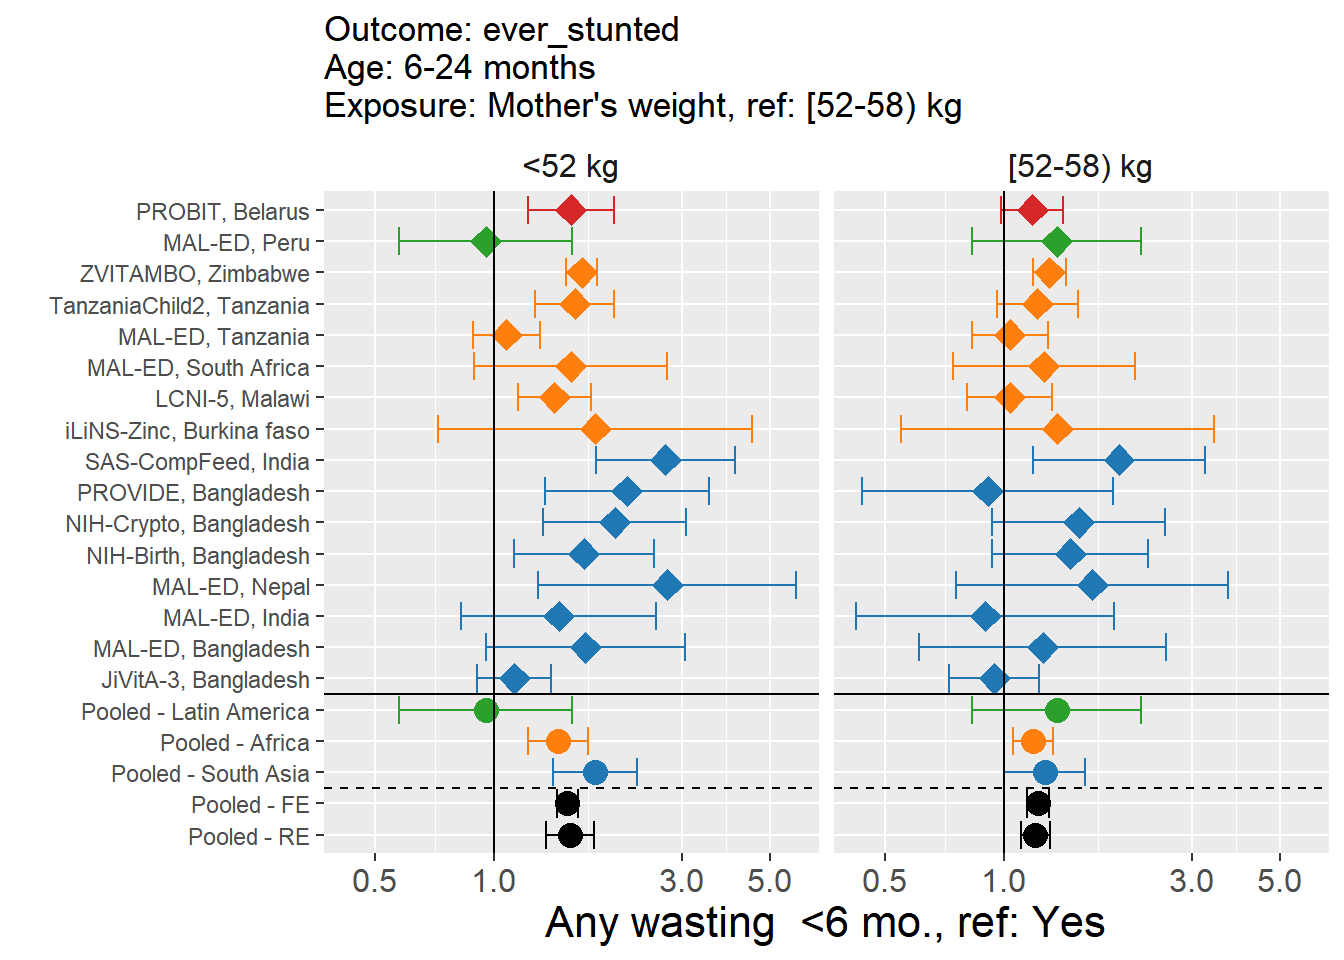 Outcome: ever_stunted
Age: 6-24 months
Exposure: Mother's weight, ref: [52-58) kg
<52 kg
[52-58) kg
PROBIT, Belarus
MAL-ED, Peru
ZVITAMBO, Zimbabwe
TanzaniaChild2, Tanzania
MAL-ED, Tanzania
MAL-ED, South Africa
LCNI-5, Malawi
iLiNS-Zinc, Burkina faso
SAS-CompFeed, India
PROVIDE, Bangladesh
NIH-Crypto, Bangladesh
NIH-Birth, Bangladesh
MAL-ED, Nepal
MAL-ED, India
MAL-ED, Bangladesh
JiVitA-3, Bangladesh
Pooled - Latin America
Pooled - Africa
Pooled - South Asia
Pooled - FE
Pooled - RE
0.5 1.0 3.0 5.0 0.5 1.0 3.0 5.0
Any wasting  <6 mo., ref: Yes